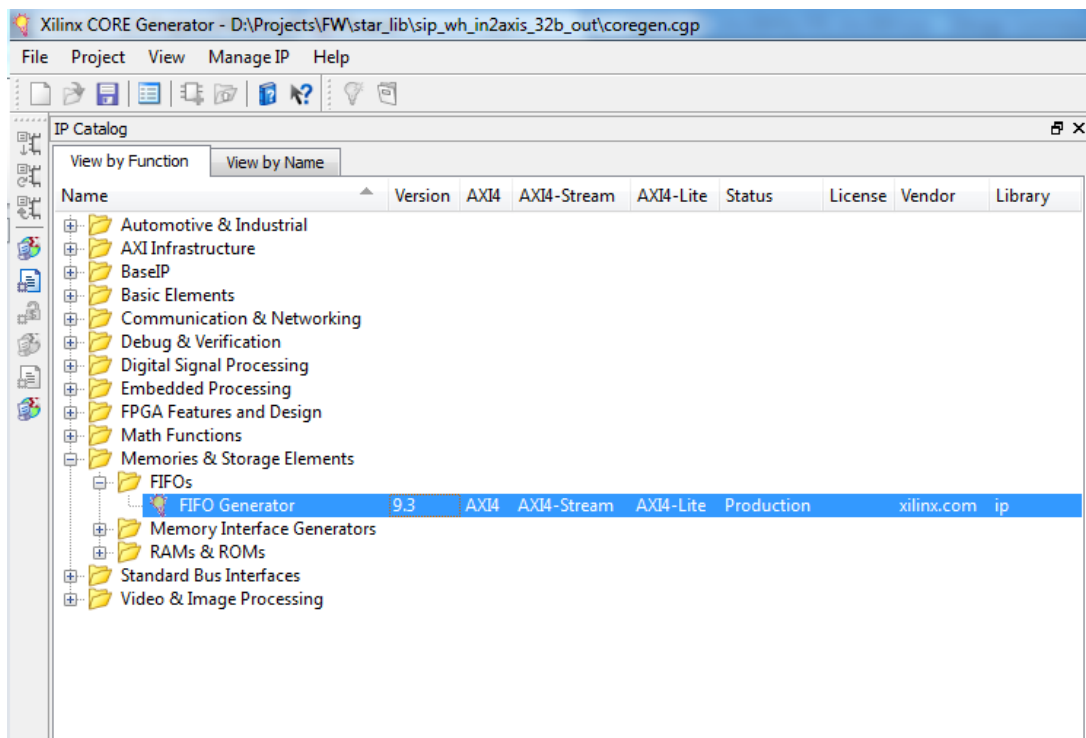 Xilinx CORE Generator - D:\Projects\FW\star_lib\sip_wh_in2axis_32b_out\coregen.cgp
File Project View Manage IP Help
IP Catalog
View by Function View by Name
Name Version AXI4 AXI4-Stream AXI4-Lite Status License Vendor Library
Automotive & Industrial
AXI Infrastructure
BaseIP
Basic Elements
Communication & Networking
Debug & Verification
Digital Signal Processing
Embedded Processing
FPGA Features and Design
Math Functions
Memories & Storage Elements
FIFOs
FIFO Generator 9.3 AXI4 AXI4-Stream AXI4-Lite Production xilinx.com ip
Memory Interface Generators
RAMs & ROMs
Standard Bus Interfaces
Video & Image Processing